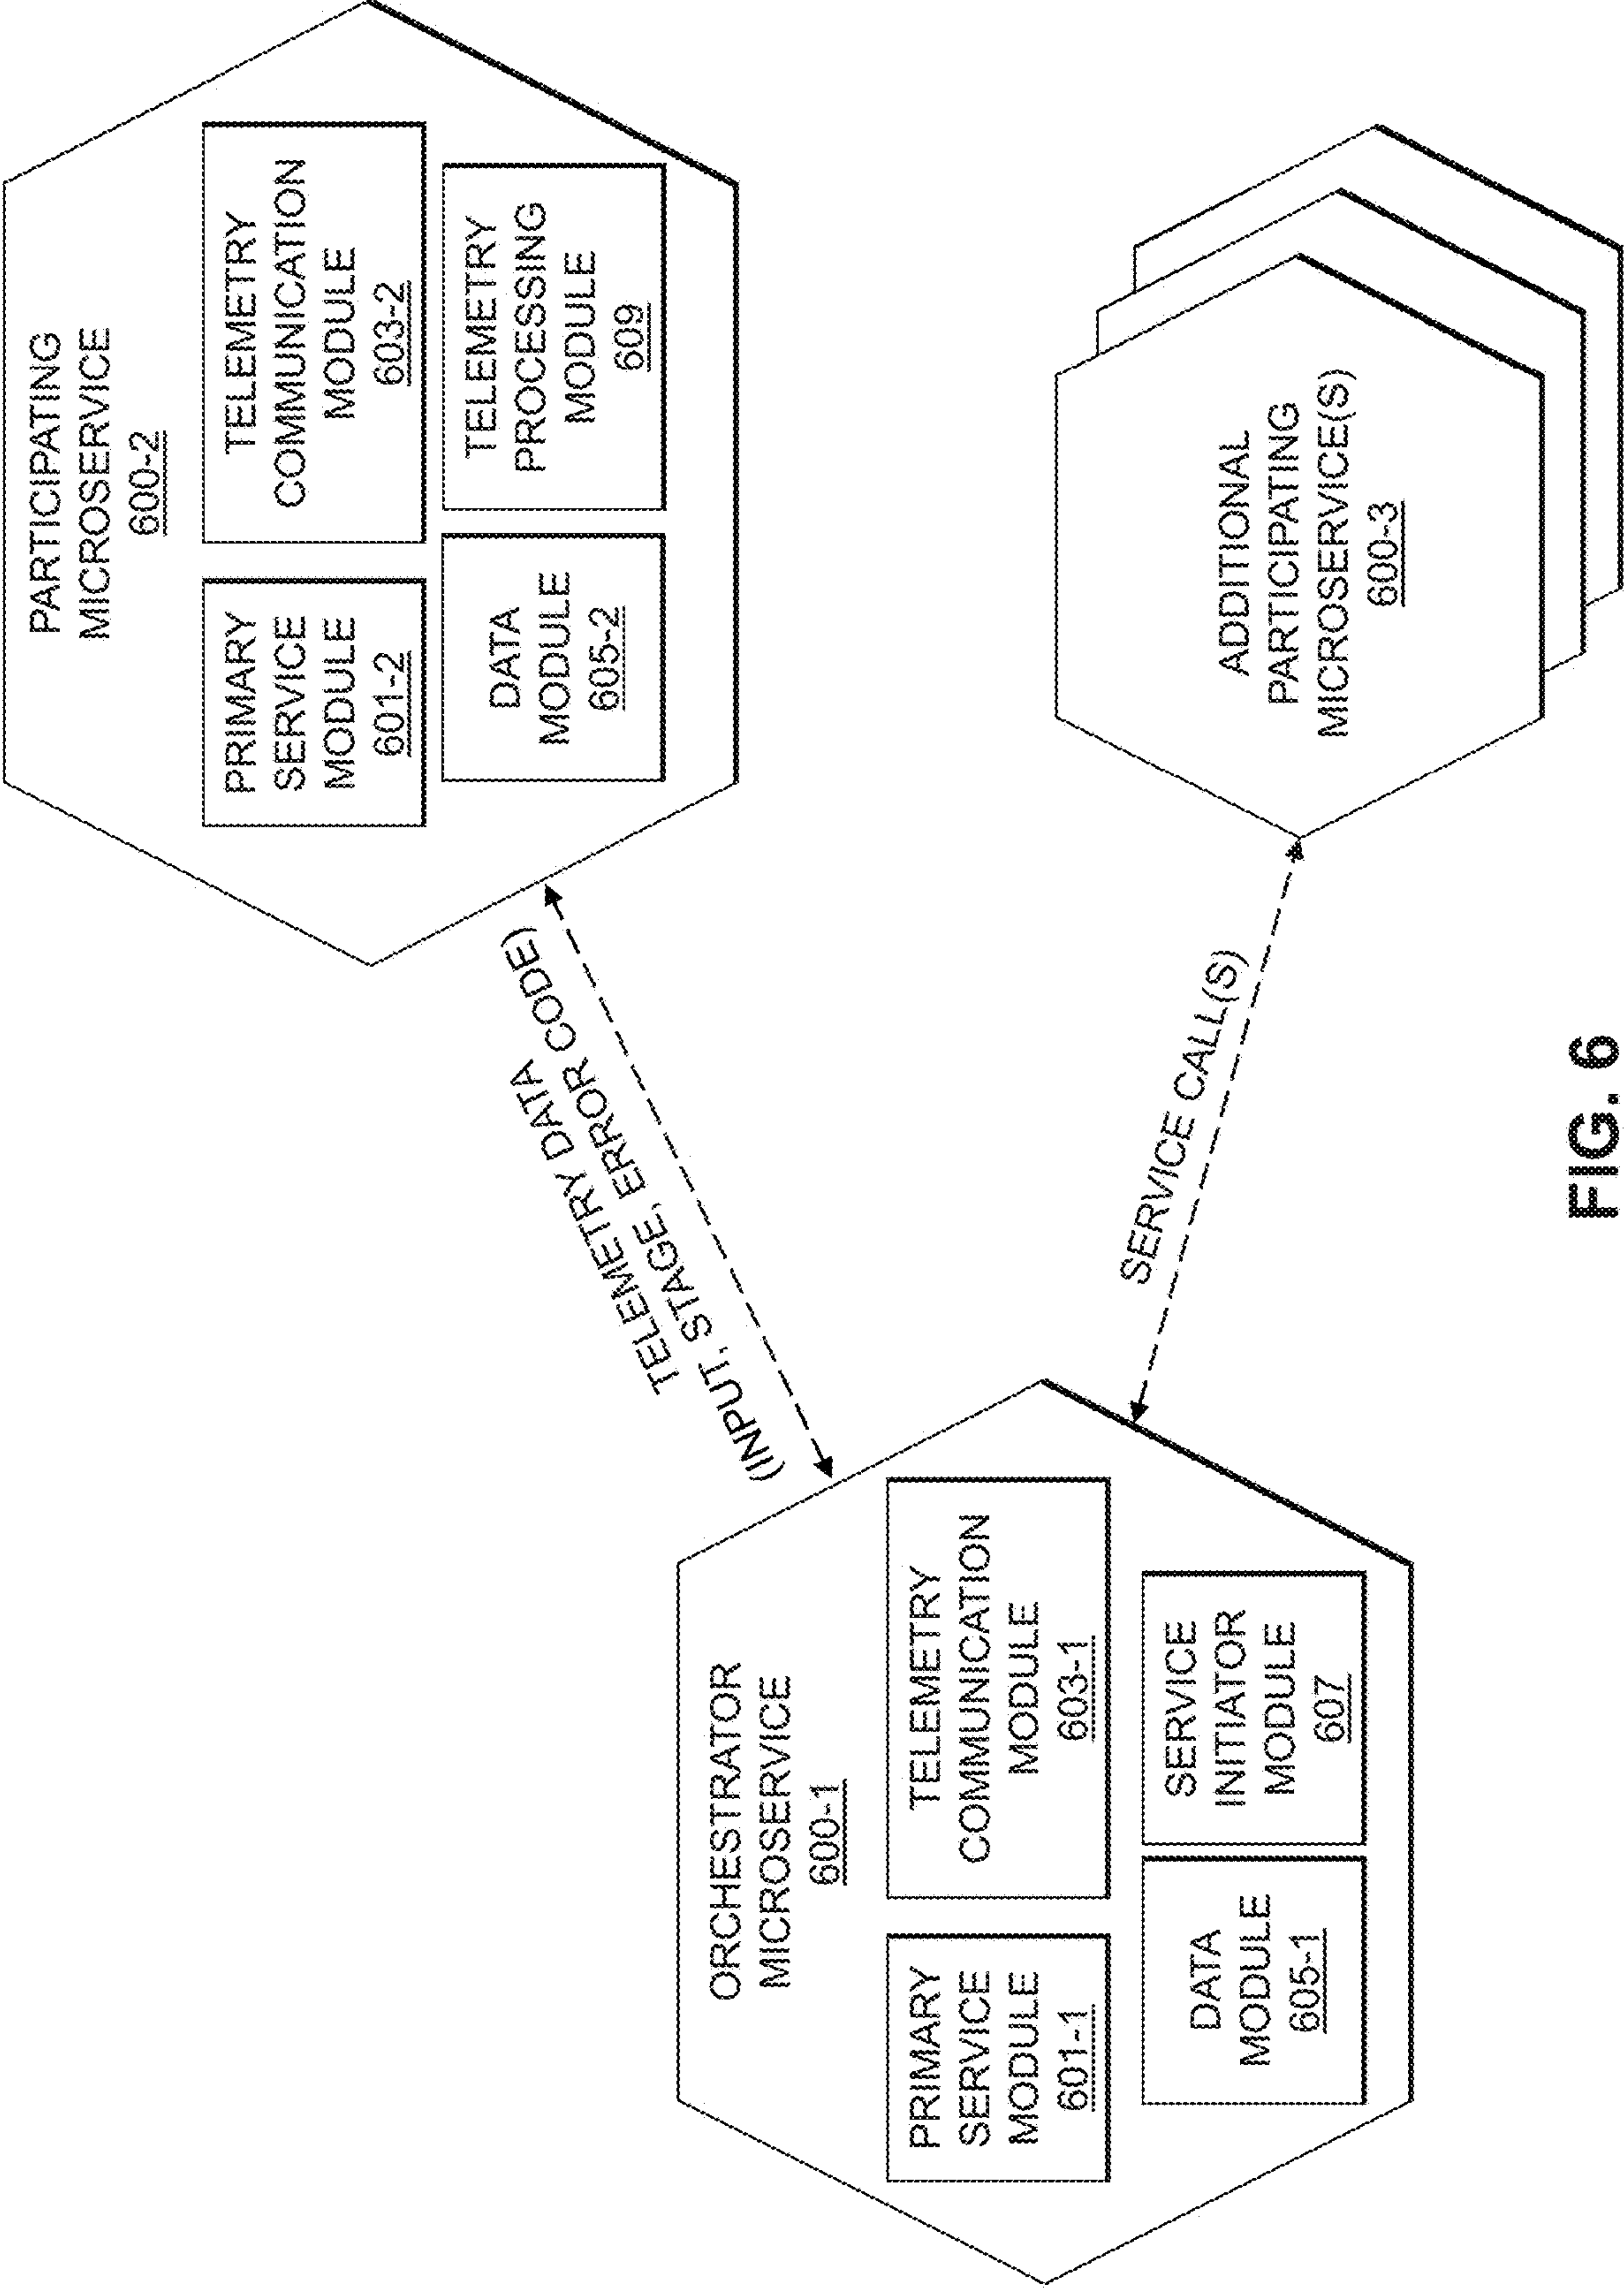 ORCHESTRATOR
MICROSERVICE
600-1
PRIMARY
SERVICE
MODULE
601-1
TELEMETRY
COMMUNICATION
MODULE
603-1
DATA
MODULE
605-1
SERVICE
INITIATOR
MODULE
607
TELEMETRY DATA
(INPUT, STAGE, ERROR CODE)
SERVICE CALL(S)
PARTICIPATING
MICROSERVICE
600-2
PRIMARY
SERVICE
MODULE
601-2
TELEMETRY
COMMUNICATION
MODULE
603-2
DATA
MODULE
605-2
TELEMETRY
PROCESSING
MODULE
609
ADDITIONAL
PARTICIPATING
MICROSERVICE(S)
600-3
FIG. 6